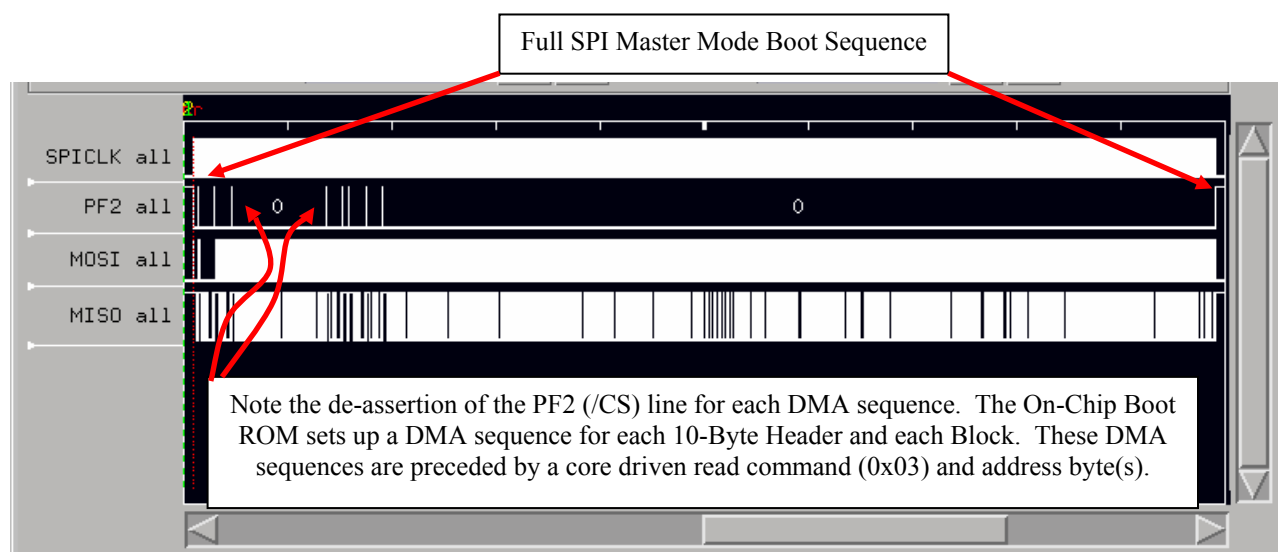 Full SPI Master Mode Boot Sequence
SPICLK all
PF2 all
0
0
MOSI all
MISO all
Note the de-assertion of the PF2 (/CS) line for each DMA sequence. The On-Chip Boot
ROM sets up a DMA sequence for each 10-Byte Header and each Block. These DMA
sequences are preceded by a core driven read command (0x03) and address byte(s).